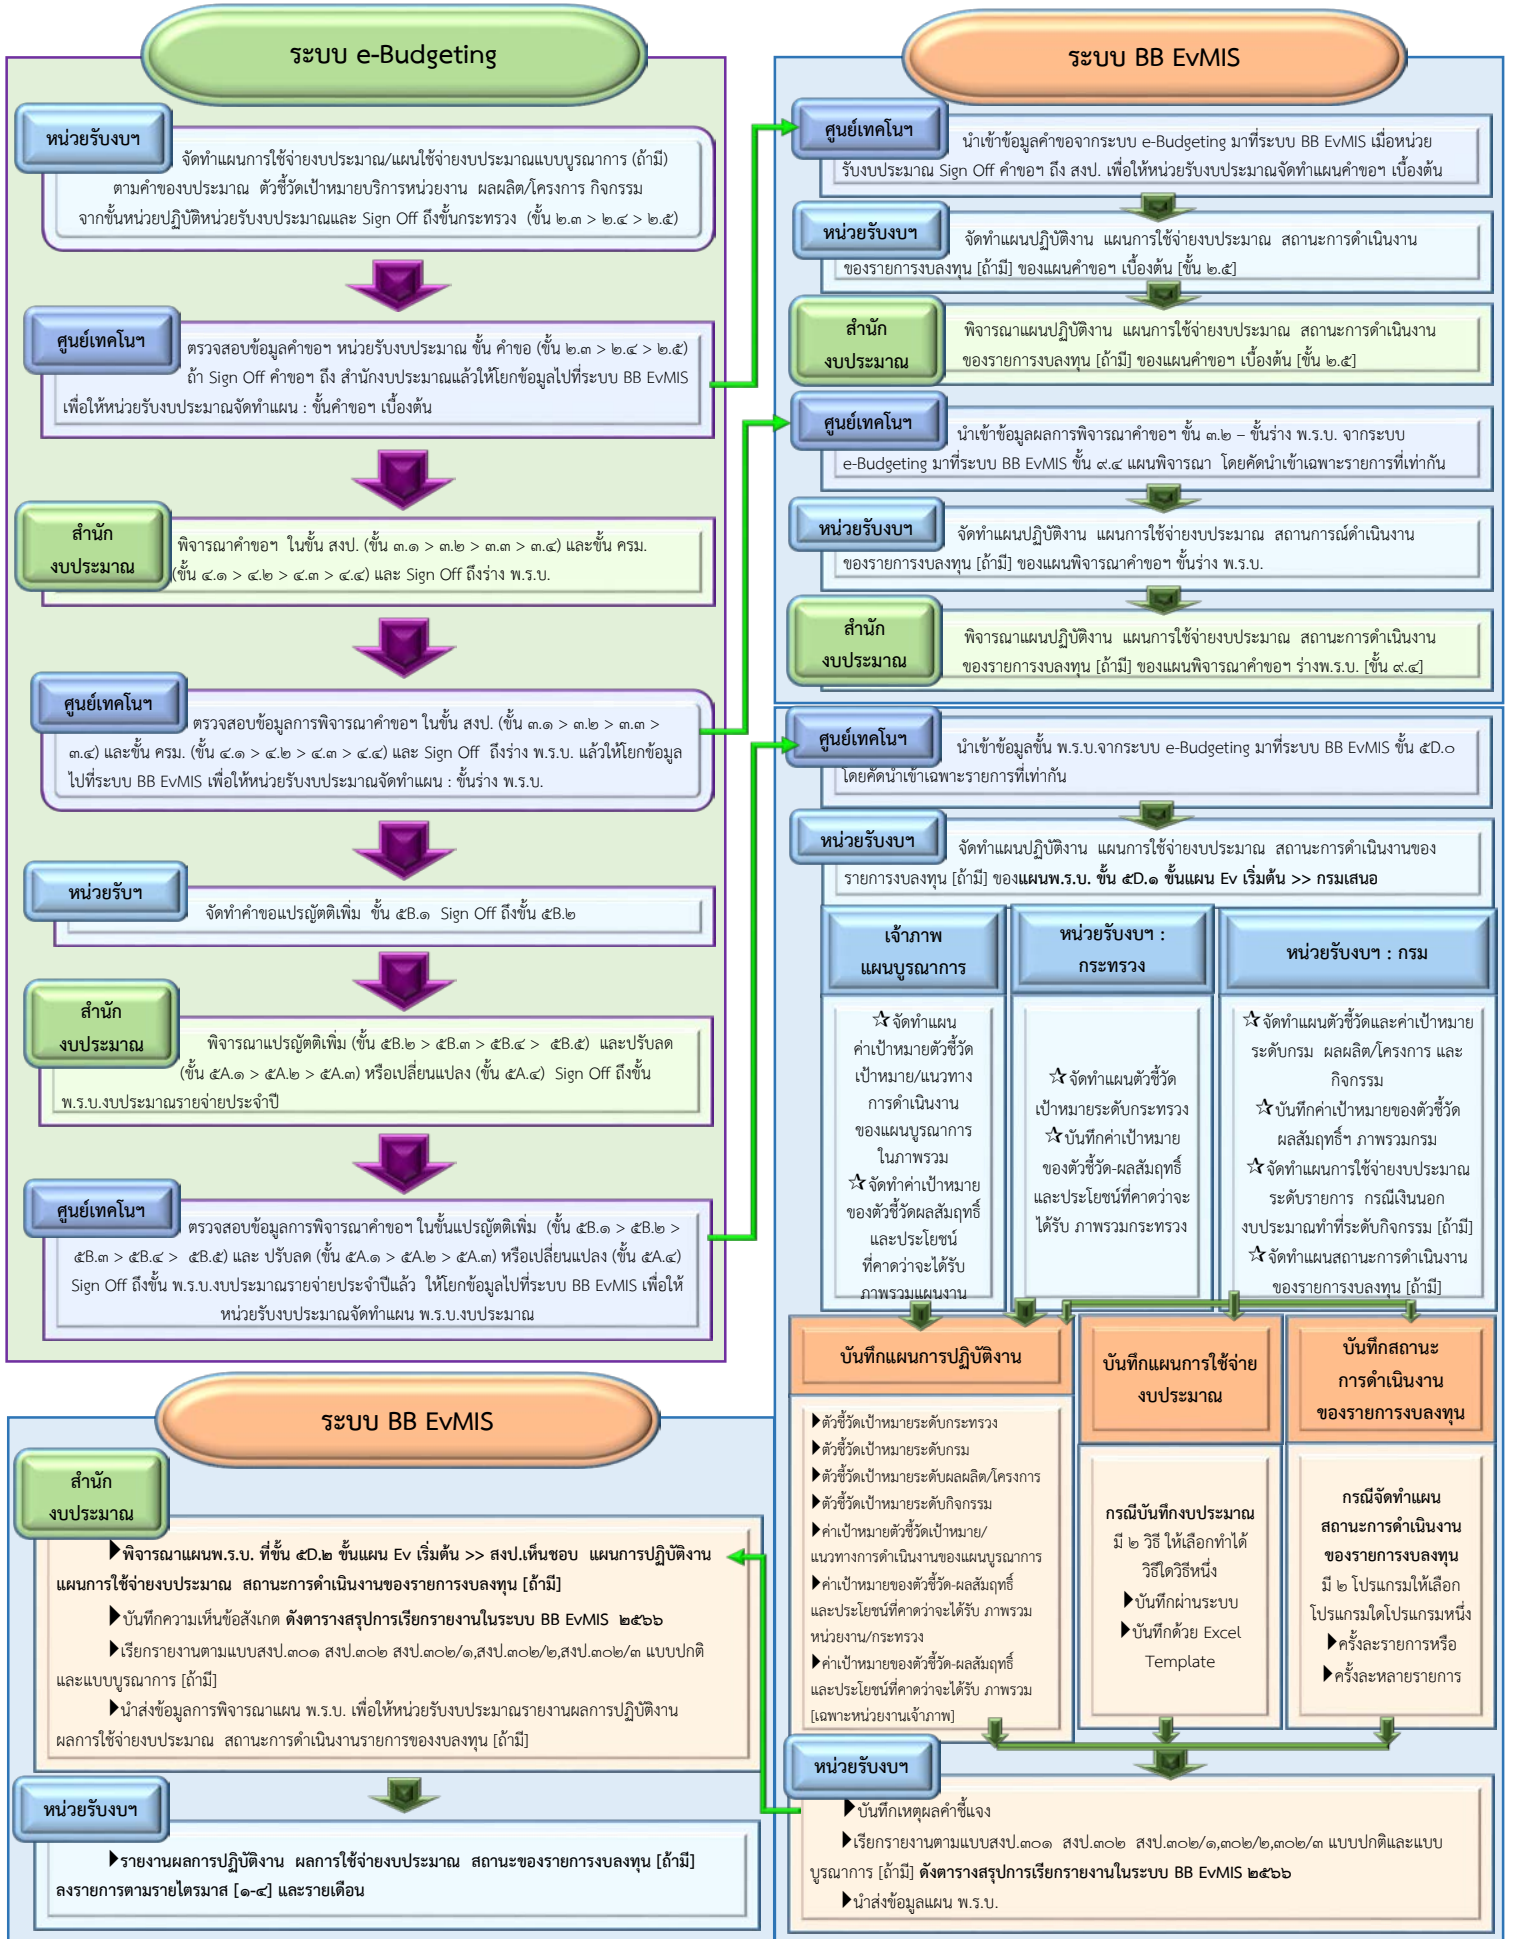 ระบบ e-Budgeting
หน่วยรับงบฯ
จัดทำแผนการใช้จ่ายงบประมาณ/แผนใช้จ่ายงบประมาณแบบบูรณาการ (ถ้ามี)
ตามคำของบประมาณ ตัวชี้วัดเป้าหมายบริการหน่วยงาน ผลผลิต/โครงการ กิจกรรม
จากขั้นหน่วยปฏิบัติหน่วยรับงบประมาณและ Sign Off ถึงขั้นกระทรวง (ขั้น ๒.๓ > ๒.๔ > ๒.๕)
ศูนย์เทคโนฯ
ตรวจสอบข้อมูลคำขอฯ หน่วยรับงบประมาณ ขั้น คำขอ (ขั้น ๒.๓ > ๒.๔ > ๒.๕)
ถ้า Sign Off คำขอฯ ถึง สำนักงบประมาณแล้วให้โยกข้อมูลไปที่ระบบ BB EvMIS
เพื่อให้หน่วยรับงบประมาณจัดทำแผน : ขั้นคำขอฯ เบื้องต้น
สำนัก
งบประมาณ
พิจารณาคำขอฯ ในขั้น สงป. (ขั้น ๓.๑ > ๓.๒ > ๓.๓ > ๓.๔) และขั้น ครม.
(ขั้น ๔.๑ > ๔.๒ > ๔.๓ > ๔.๔) และ Sign Off ถึงร่าง พ.ร.บ.
ศูนย์เทคโนฯ
ตรวจสอบข้อมูลการพิจารณาคำขอฯ ในขั้น สงป. (ขั้น ๓.๑ > ๓.๒ > ๓.๓ >
๓.๔) และขั้น ครม. (ขั้น ๔.๑ > ๔.๒ > ๔.๓ > ๔.๔) และ Sign Off ถึงร่าง พ.ร.บ. แล้วให้โยกข้อมูล
ไปที่ระบบ BB EvMIS เพื่อให้หน่วยรับงบประมาณจัดทำแผน : ขั้นร่าง พ.ร.บ.
หน่วยรับฯ
จัดทำคำขอแปรญัตติเพิ่ม ขั้น ๕B.๑ Sign Off ถึงขั้น ๕B.๒
สำนัก
งบประมาณ
พิจารณาแปรญัตติเพิ่ม (ขั้น ๕B.๒ > ๕B.๓ > ๕B.๔ > ๕B.๕) และปรับลด
(ขั้น ๕A.๑ > ๕A.๒ > ๕A.๓) หรือเปลี่ยนแปลง (ขั้น ๕A.๔) Sign Off ถึงขั้น
พ.ร.บ.งบประมาณรายจ่ายประจำปี
ศูนย์เทคโนฯ
ตรวจสอบข้อมูลการพิจารณาคำขอฯ ในขั้นแปรญัตติเพิ่ม (ขั้น ๕B.๑ > ๕B.๒ >
๕B.๓ > ๕B.๔ > ๕B.๕) และ ปรับลด (ขั้น ๕A.๑ > ๕A.๒ > ๕A.๓) หรือเปลี่ยนแปลง (ขั้น ๕A.๔)
Sign Off ถึงขั้น พ.ร.บ.งบประมาณรายจ่ายประจำปีแล้ว ให้โยกข้อมูลไปที่ระบบ BB EvMIS เพื่อให้
หน่วยรับงบประมาณจัดทำแผน พ.ร.บ.งบประมาณ
ระบบ BB EvMIS
ศูนย์เทคโนฯ
นำเข้าข้อมูลคำขอจากระบบ e-Budgeting มาที่ระบบ BB EvMIS เมื่อหน่วย
รับงบประมาณ Sign Off คำขอฯ ถึง สงป. เพื่อให้หน่วยรับงบประมาณจัดทำแผนคำขอฯ เบื้องต้น
หน่วยรับงบฯ
จัดทำแผนปฏิบัติงาน แผนการใช้จ่ายงบประมาณ สถานะการดำเนินงาน
ของรายการงบลงทุน [ถ้ามี] ของแผนคำขอฯ เบื้องต้น [ขั้น ๒.๕]
สำนัก
งบประมาณ
พิจารณาแผนปฏิบัติงาน แผนการใช้จ่ายงบประมาณ สถานะการดำเนินงาน
ของรายการงบลงทุน [ถ้ามี] ของแผนคำขอฯ เบื้องต้น [ขั้น ๒.๕]
ศูนย์เทคโนฯ
นำเข้าข้อมูลผลการพิจารณาคำขอฯ ขั้น ๓.๒ – ขั้นร่าง พ.ร.บ. จากระบบ
e-Budgeting มาที่ระบบ BB EvMIS ขั้น ๙.๔ แผนพิจารณา โดยคัดนำเข้าเฉพาะรายการที่เท่ากัน
หน่วยรับงบฯ
จัดทำแผนปฏิบัติงาน แผนการใช้จ่ายงบประมาณ สถานการณ์ดำเนินงาน
ของรายการงบลงทุน [ถ้ามี] ของแผนพิจารณาคำขอฯ ขั้นร่าง พ.ร.บ.
สำนัก
งบประมาณ
พิจารณาแผนปฏิบัติงาน แผนการใช้จ่ายงบประมาณ สถานะการดำเนินงาน
ของรายการงบลงทุน [ถ้ามี] ของแผนพิจารณาคำขอฯ ร่างพ.ร.บ. [ขั้น ๙.๔]
ศูนย์เทคโนฯ
นำเข้าข้อมูลขั้น พ.ร.บ.จากระบบ e-Budgeting มาที่ระบบ BB EvMIS ขั้น ๕D.๐
โดยคัดนำเข้าเฉพาะรายการที่เท่ากัน
หน่วยรับงบฯ
จัดทำแผนปฏิบัติงาน แผนการใช้จ่ายงบประมาณ สถานะการดำเนินงานของ
รายการงบลงทุน [ถ้ามี] ของแผนพ.ร.บ. ขั้น ๕D.๑ ขั้นแผน Ev เริ่มต้น >> กรมเสนอ
เจ้าภาพ
แผนบูรณาการ
☆จัดทำแผน
ค่าเป้าหมายตัวชี้วัด
เป้าหมาย/แนวทาง
การดำเนินงาน
ของแผนบูรณาการ
ในภาพรวม
☆จัดทำค่าเป้าหมาย
ของตัวชี้วัดผลสัมฤทธิ์
และประโยชน์
ที่คาดว่าจะได้รับ
ภาพรวมแผนงาน
หน่วยรับงบฯ :
กระทรวง
☆จัดทำแผนตัวชี้วัด
เป้าหมายระดับกระทรวง
☆บันทึกค่าเป้าหมาย
ของตัวชี้วัด-ผลสัมฤทธิ์
และประโยชน์ที่คาดว่าจะ
ได้รับ ภาพรวมกระทรวง
หน่วยรับงบฯ : กรม
☆จัดทำแผนตัวชี้วัดและค่าเป้าหมาย
ระดับกรม ผลผลิต/โครงการ และ
กิจกรรม
☆บันทึกค่าเป้าหมายของตัวชี้วัด
ผลสัมฤทธิ์ฯ ภาพรวมกรม
☆จัดทำแผนการใช้จ่ายงบประมาณ
ระดับรายการ กรณีเงินนอก
งบประมาณทำที่ระดับกิจกรรม [ถ้ามี]
☆จัดทำแผนสถานะการดำเนินงาน
ของรายการงบลงทุน [ถ้ามี]
บันทึกแผนการปฏิบัติงาน
▶ตัวชี้วัดเป้าหมายระดับกระทรวง
▶ตัวชี้วัดเป้าหมายระดับกรม
▶ตัวชี้วัดเป้าหมายระดับผลผลิต/โครงการ
▶ตัวชี้วัดเป้าหมายระดับกิจกรรม
▶ค่าเป้าหมายตัวชี้วัดเป้าหมาย/
แนวทางการดำเนินงานของแผนบูรณาการ
▶ค่าเป้าหมายของตัวชี้วัด-ผลสัมฤทธิ์
และประโยชน์ที่คาดว่าจะได้รับ ภาพรวม
หน่วยงาน/กระทรวง
▶ค่าเป้าหมายของตัวชี้วัด-ผลสัมฤทธิ์
และประโยชน์ที่คาดว่าจะได้รับ ภาพรวม
[เฉพาะหน่วยงานเจ้าภาพ]
บันทึกแผนการใช้จ่าย
งบประมาณ
กรณีบันทึกงบประมาณ
มี ๒ วิธี ให้เลือกทำได้
วิธีใดวิธีหนึ่ง
▶บันทึกผ่านระบบ
▶บันทึกด้วย Excel
Template
บันทึกสถานะ
การดำเนินงาน
ของรายการงบลงทุน
กรณีจัดทำแผน
สถานะการดำเนินงาน
ของรายการงบลงทุน
มี ๒ โปรแกรมให้เลือก
โปรแกรมใดโปรแกรมหนึ่ง
▶ครั้งละรายการหรือ
▶ครั้งละหลายรายการ
หน่วยรับงบฯ
▶บันทึกเหตุผลคำชี้แจง
▶เรียกรายงานตามแบบสงป.๓๐๑ สงป.๓๐๒ สงป.๓๐๒/๑,๓๐๒/๒,๓๐๒/๓ แบบปกติและแบบ
บูรณาการ [ถ้ามี] ดังตารางสรุปการเรียกรายงานในระบบ BB EvMIS ๒๕๖๖
▶นำส่งข้อมูลแผน พ.ร.บ.
ระบบ BB EvMIS
สำนัก
งบประมาณ
▶พิจารณาแผนพ.ร.บ. ที่ขั้น ๕D.๒ ขั้นแผน Ev เริ่มต้น >> สงป.เห็นชอบ แผนการปฏิบัติงาน
แผนการใช้จ่ายงบประมาณ สถานะการดำเนินงานของรายการงบลงทุน [ถ้ามี]
▶บันทึกความเห็นข้อสังเกต ดังตารางสรุปการเรียกรายงานในระบบ BB EvMIS ๒๕๖๖
▶เรียกรายงานตามแบบสงป.๓๐๑ สงป.๓๐๒ สงป.๓๐๒/๑,สงป.๓๐๒/๒,สงป.๓๐๒/๓ แบบปกติ
และแบบบูรณาการ [ถ้ามี]
▶นำส่งข้อมูลการพิจารณาแผน พ.ร.บ. เพื่อให้หน่วยรับงบประมาณรายงานผลการปฏิบัติงาน
ผลการใช้จ่ายงบประมาณ สถานะการดำเนินงานรายการของงบลงทุน [ถ้ามี]
หน่วยรับงบฯ
▶รายงานผลการปฏิบัติงาน ผลการใช้จ่ายงบประมาณ สถานะของรายการงบลงทุน [ถ้ามี]
ลงรายการตามรายไตรมาส [๑-๔] และรายเดือน